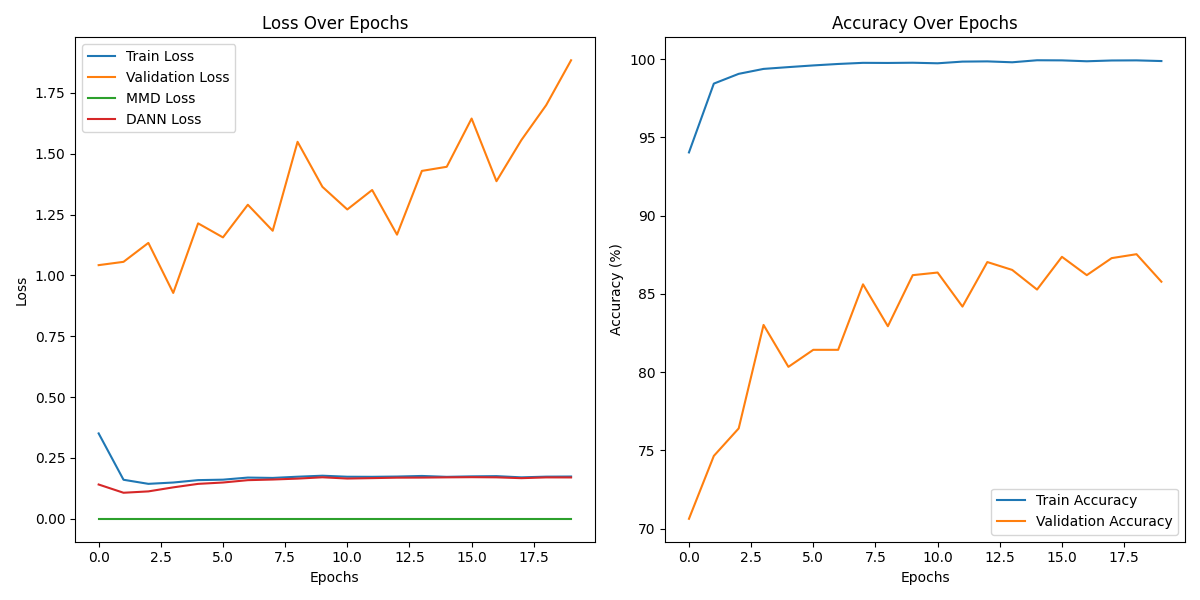 Loss Over Epochs
Train Loss
Validation Loss
MMD Loss
DANN Loss
1.75
1.50
1.25
1.00
0.75
0.50
0.25
0.00
Loss
0.0 2.5 5.0 7.5 10.0 12.5 15.0 17.5
Epochs
Accuracy Over Epochs
100
95
90
85
80
75
70
Accuracy (%)
Train Accuracy
Validation Accuracy
0.0 2.5 5.0 7.5 10.0 12.5 15.0 17.5
Epochs